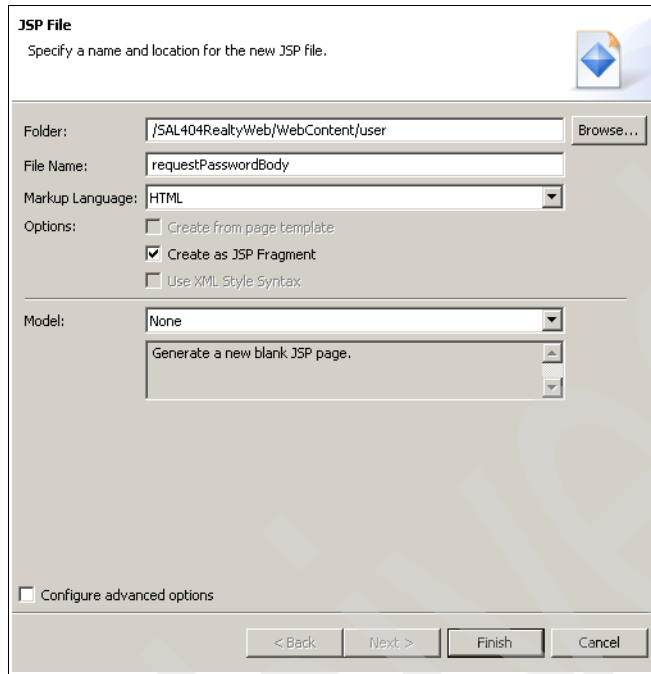 JSP File
Specify a name and location for the new JSP file.
Folder: /SAL404RealtyWeb/WebContent/user Browse...
File Name: requestPasswordBody
Markup Language: HTML
Options: Create from page template
Create as JSP Fragment
Use XML Style Syntax
Model: None
Generate a new blank JSP page.
Configure advanced options
< Back Next > Finish Cancel